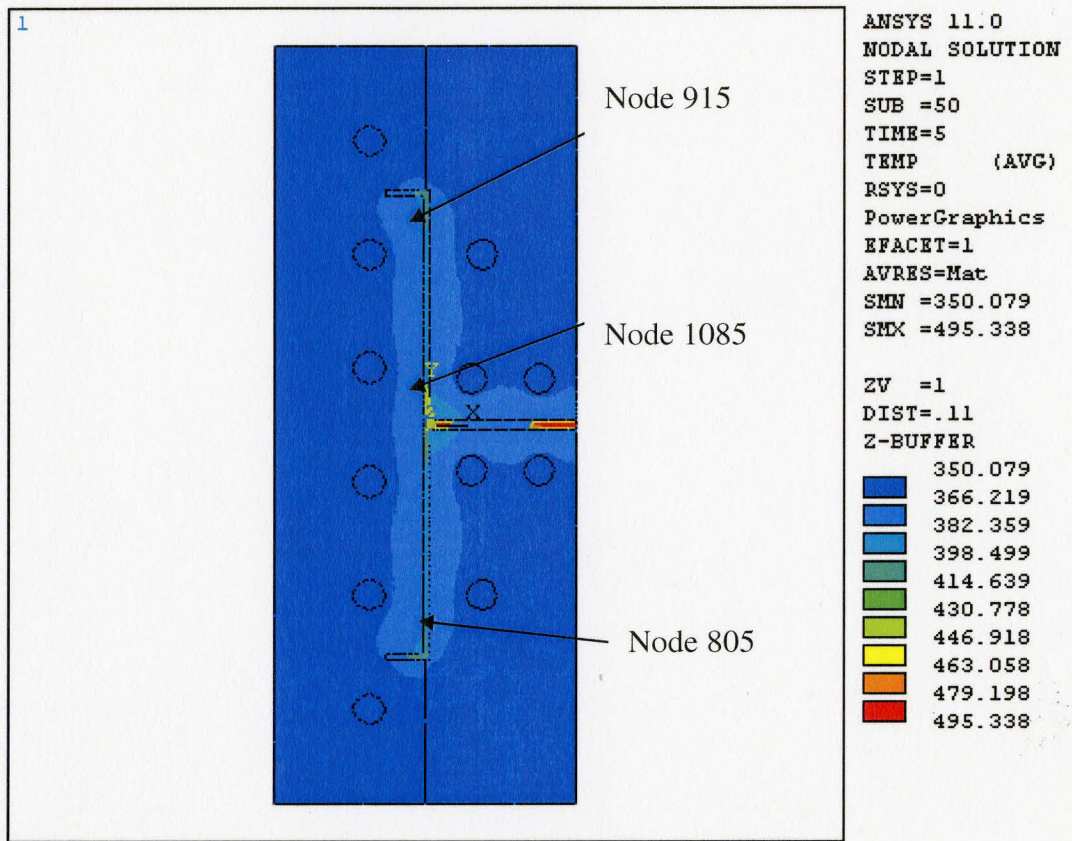 1
Node 915
Node 1085
Y
X
Node 805
ANSYS 11.0
NODAL SOLUTION
STEP=1
SUB =50
TIME=5
TEMP (AVG)
RSYS=0
PowerGraphics
EFACET=1
AVRES=Mat
SMN =350.079
SMX =495.338
ZV =1
DIST=.11
Z-BUFFER
350.079
366.219
382.359
398.499
414.639
430.778
446.918
463.058
479.198
495.338